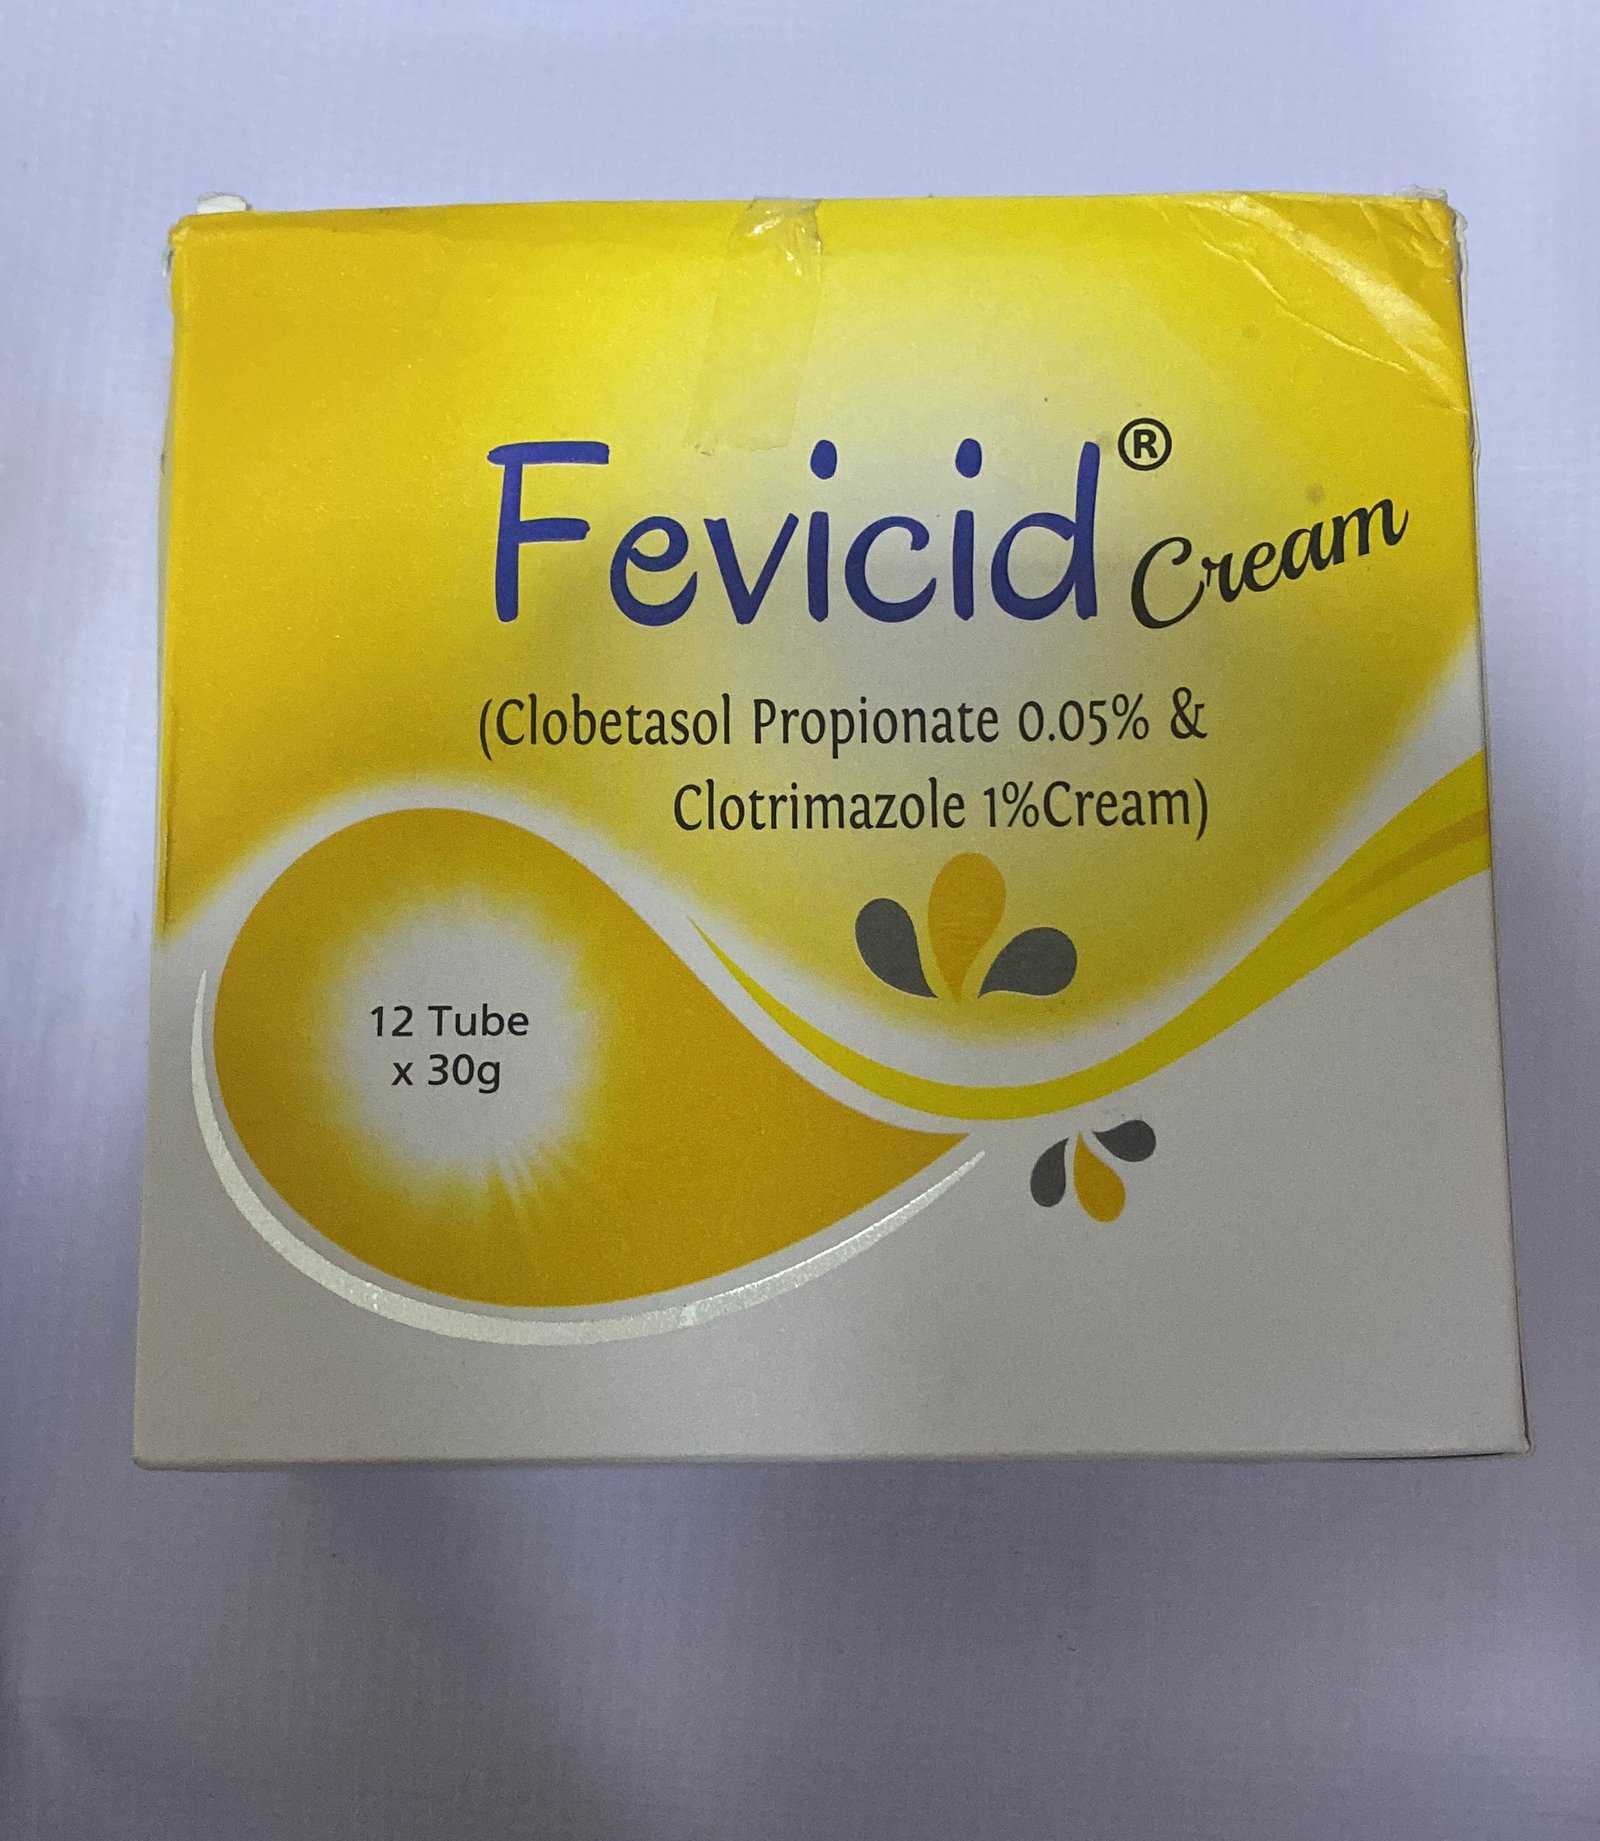 Fevicid® Cream
(Clobetasol Propionate 0.05% &
Clotrimazole 1%Cream)
12 Tube
x 30g